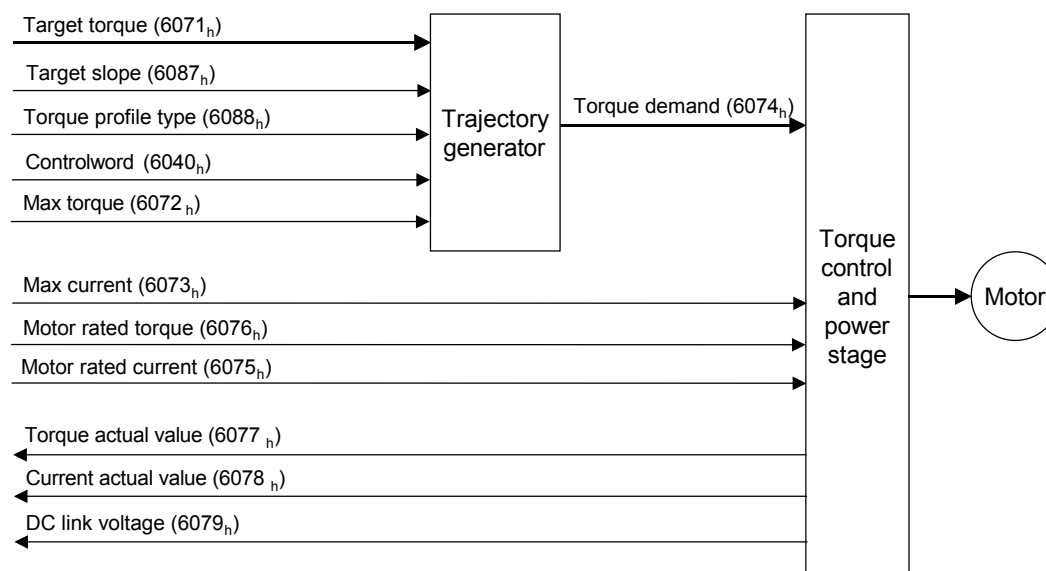 Target torque (6071h)
Target slope (6087h)
Torque profile type (6088h)
Controlword (6040h)
Max torque (6072 h)
Trajectory
generator
Torque demand (6074h)
Max current (6073h)
Motor rated torque (6076h)
Motor rated current (6075h)
Torque
control
and
power
stage
Motor
Torque actual value (6077 h)
Current actual value (6078 h)
DC link voltage (6079h)